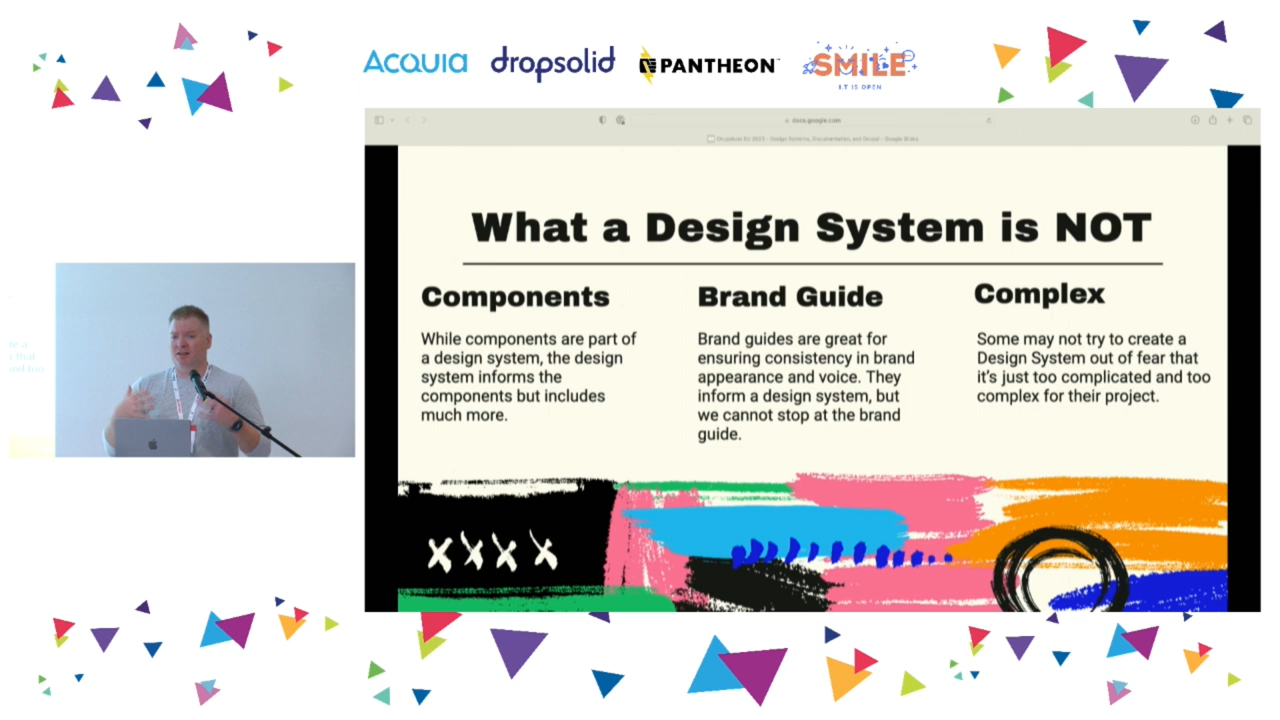 ACQUIA dropsolid PANTHEON SMILE
I.T IS OPEN
docs.google.com
What a Design System is NOT
Components
While components are part of
a design system, the design
system informs the
components but includes
much more.
Brand Guide
Brand guides are great for
ensuring consistency in brand
appearance and voice. They
inform a design system, but
we cannot stop at the brand
guide.
Complex
Some may not try to create a
Design System out of fear that
it's just too complicated and too
complex for their project.